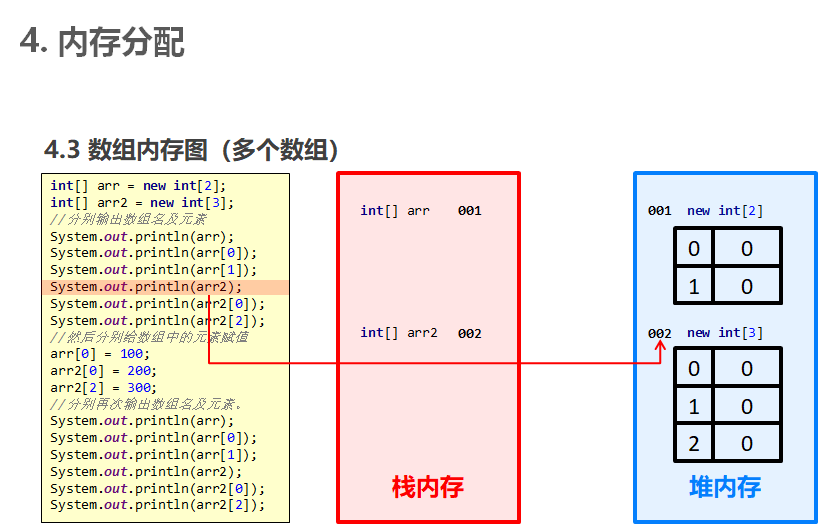 4. 内存分配
4.3 数组内存图（多个数组）
int[] arr = new int[2];
int[] arr2 = new int[3];
//分别输出数组名及元素
System.out.println(arr);
System.out.println(arr[0]);
System.out.println(arr[1]);
System.out.println(arr2);
System.out.println(arr2[0]);
System.out.println(arr2[2]);
//然后分别给数组中的元素赋值
arr[0] = 100;
arr2[0] = 200;
arr2[2] = 300;
//分别再次输出数组名及元素。
System.out.println(arr);
System.out.println(arr[0]);
System.out.println(arr[1]);
System.out.println(arr2);
System.out.println(arr2[0]);
System.out.println(arr2[2]);
int[] arr 001
int[] arr2 002
栈内存
001 new int[2]
0 0
1 0
002 new int[3]
0 0
1 0
2 0
堆内存